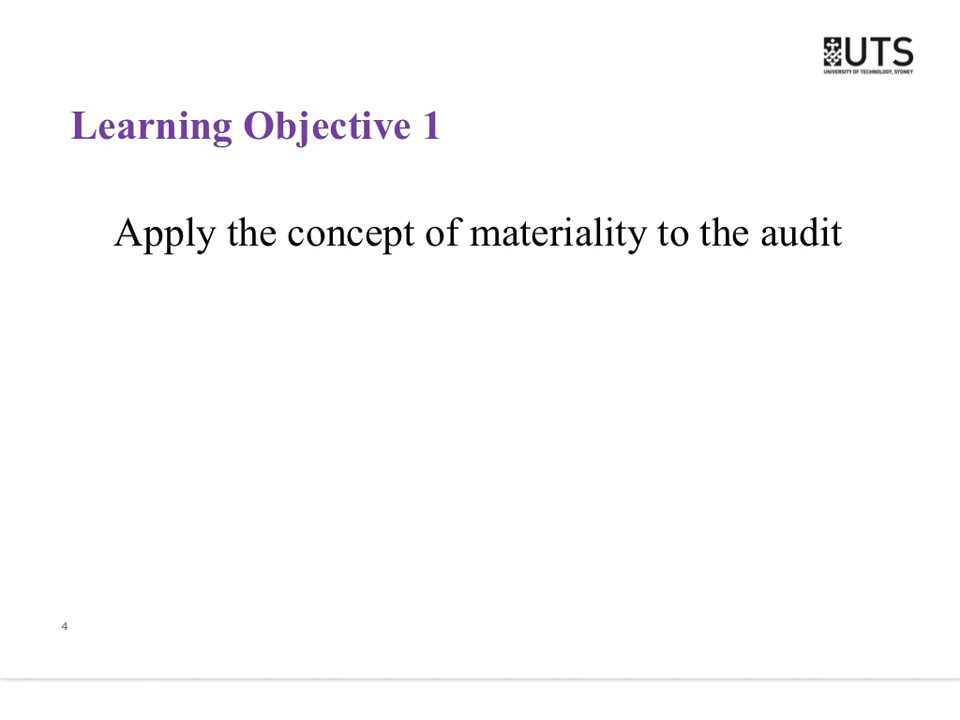 UTS
UNIVERSITY OF TECHNOLOGY, SYDNEY
Learning Objective 1
Apply the concept of materiality to the audit
4